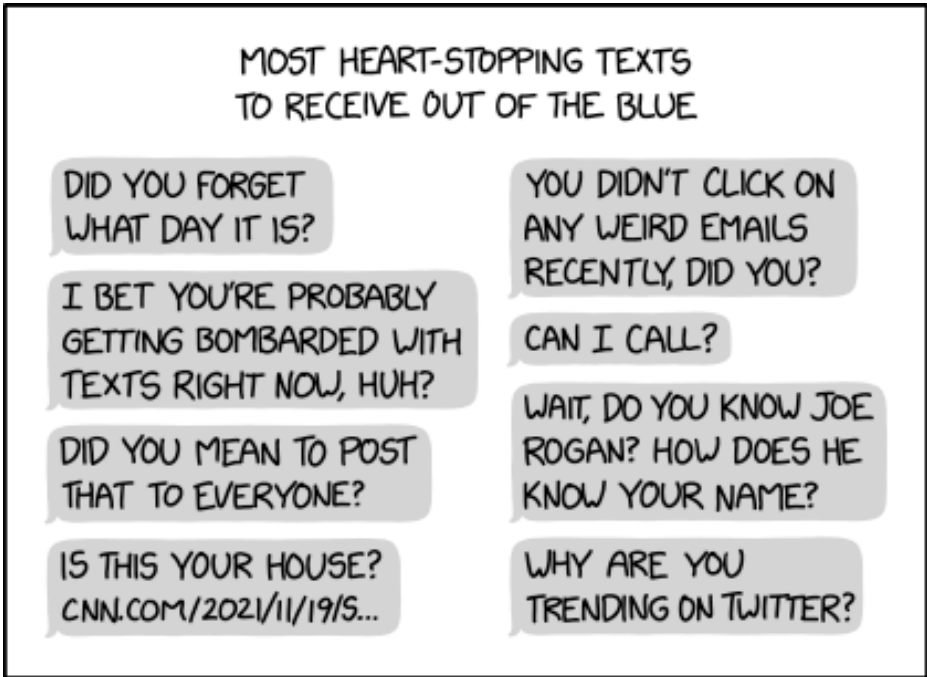 MOST HEART-STOPPING TEXTS
TO RECEIVE OUT OF THE BLUE
DID YOU FORGET
WHAT DAY IT IS?
I BET YOU'RE PROBABLY
GETTING BOMBARDED WITH
TEXTS RIGHT NOW, HUH?
DID YOU MEAN TO POST
THAT TO EVERYONE?
IS THIS YOUR HOUSE?
CNN.COM/2021/11/19/S...
YOU DIDN'T CLICK ON
ANY WEIRD EMAILS
RECENTLY, DID YOU?
CAN I CALL?
WAIT, DO YOU KNOW JOE
ROGAN? HOW DOES HE
KNOW YOUR NAME?
WHY ARE YOU
TRENDING ON TWITTER?